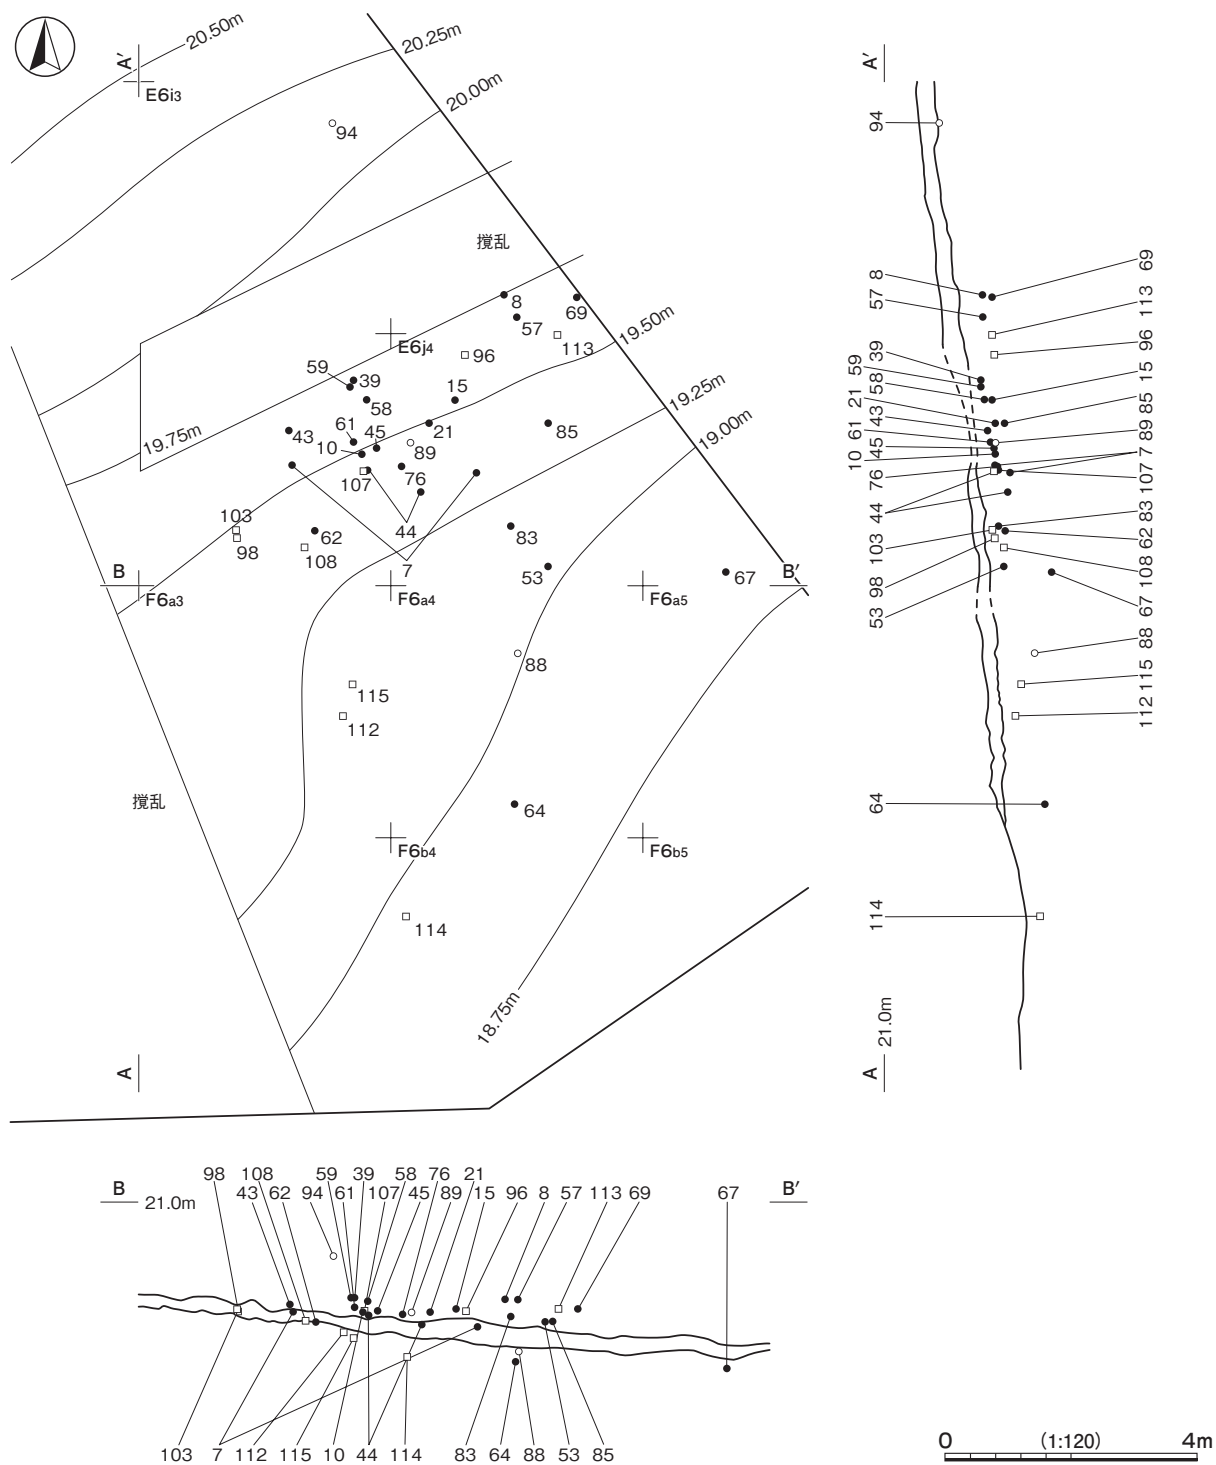 20.50m
20.25m
A′
E6i3
20.00m
94
撹乱
8
69
57
19.50m
E6j4
113
96
59
39
58
15
19.25m
19.75m
43
61
45
21
85
19.00m
10
89
107
76
103
44
62
83
98
108
7
53
67
B
B′
F6a3
F6a4
F6a5
88
115
112
撹乱
64
F6b4
F6b5
114
18.75m
A
A′
94
8
57
39
59
58
21
43
61
45
10
76
44
103
98
53
64
114
69
113
96
15
85
89
7
107
83
62
108
67
88
115
112
21.0m
A
98 108 59 39 58 76 21
B 43 62 94 61 107 45 89 15 96 8 57 113 69 67 B′
21.0m
103 7 112 115 10 44 114 83 64 88 53 85
0 (1:120) 4m